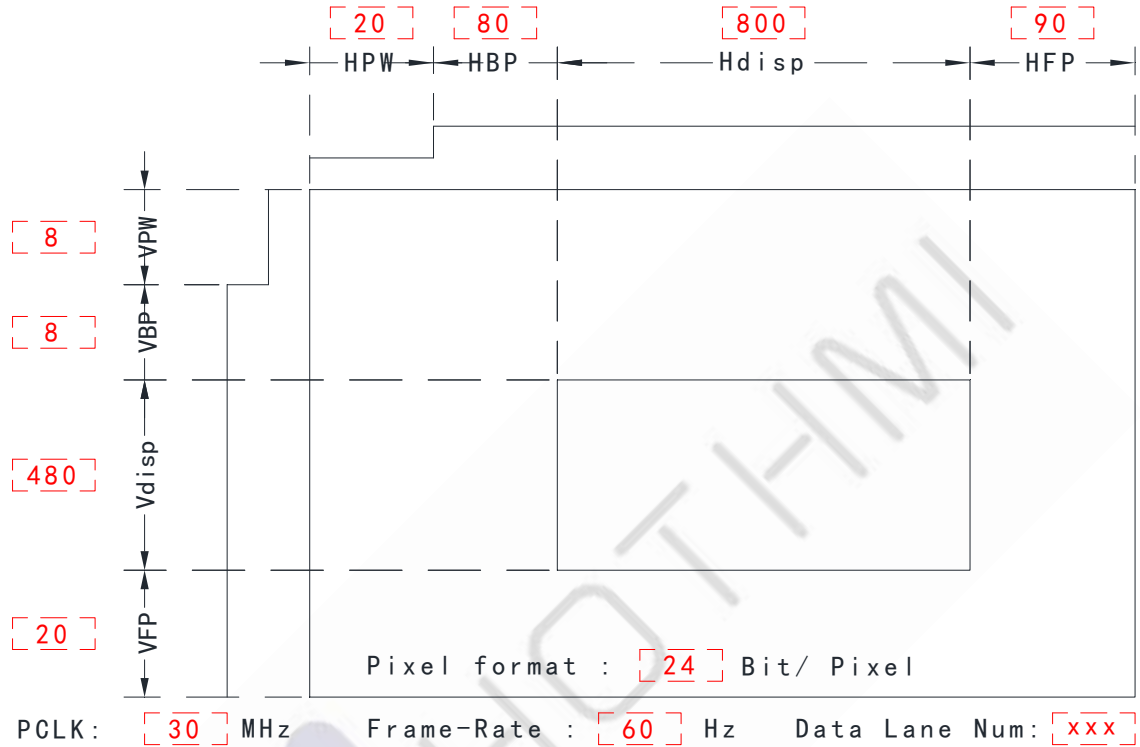 20 80 800 90
HPW HBP Hdisp HFP
8 VPW
8 VBP
480 Vdisp
20 VFP
Pixel format : 24 Bit/ Pixel
PCLK: 30 MHz Frame-Rate : 60 Hz Data Lane Num: xxx
HOTHMI